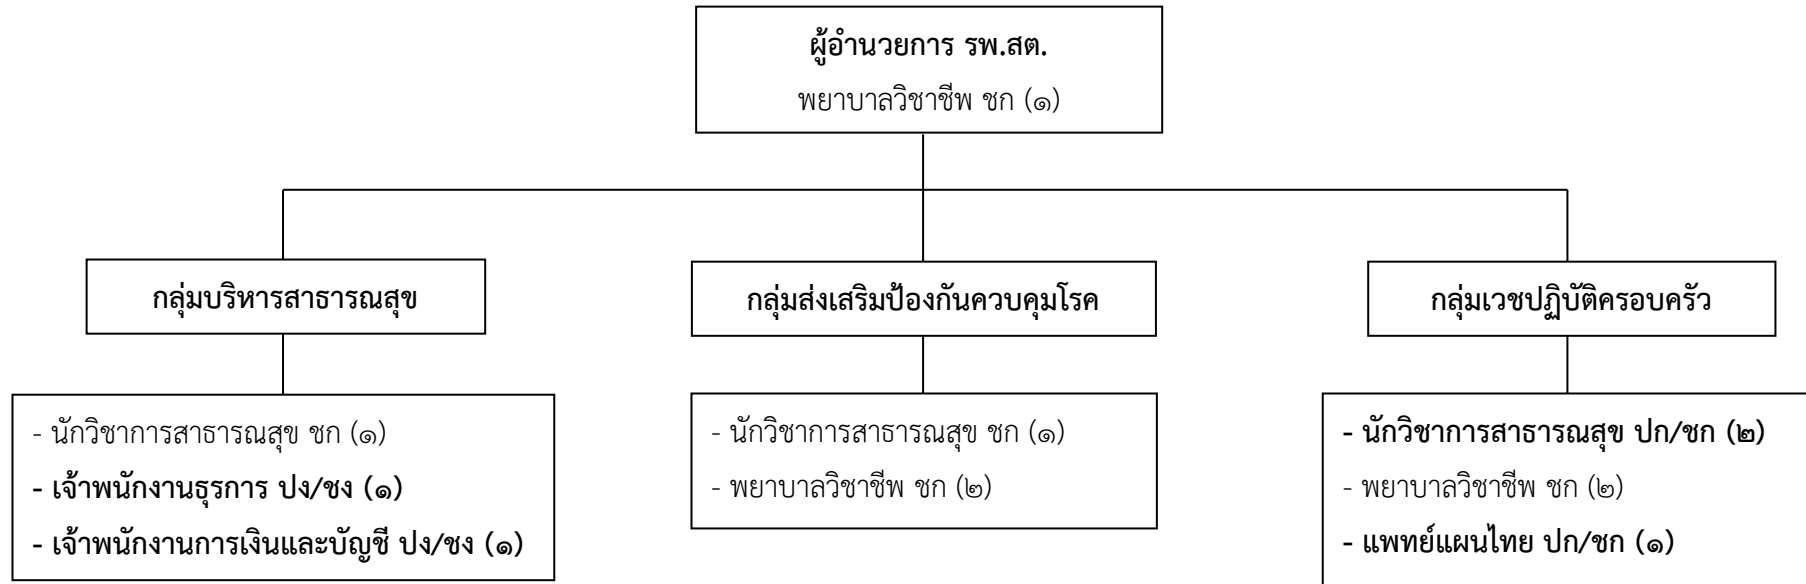 ผู้อำนวยการ รพ.สต.
พยาบาลวิชาชีพ ชก (๑)
กลุ่มบริหารสาธารณสุข
- นักวิชาการสาธารณสุข ชก (๑)
- เจ้าพนักงานธุรการ ปง/ชง (๑)
- เจ้าพนักงานการเงินและบัญชี ปง/ชง (๑)
กลุ่มส่งเสริมป้องกันควบคุมโรค
- นักวิชาการสาธารณสุข ชก (๑)
- พยาบาลวิชาชีพ ชก (๒)
กลุ่มเวชปฏิบัติครอบครัว
- นักวิชาการสาธารณสุข ปก/ชก (๒)
- พยาบาลวิชาชีพ ชก (๒)
- แพทย์แผนไทย ปก/ชก (๑)